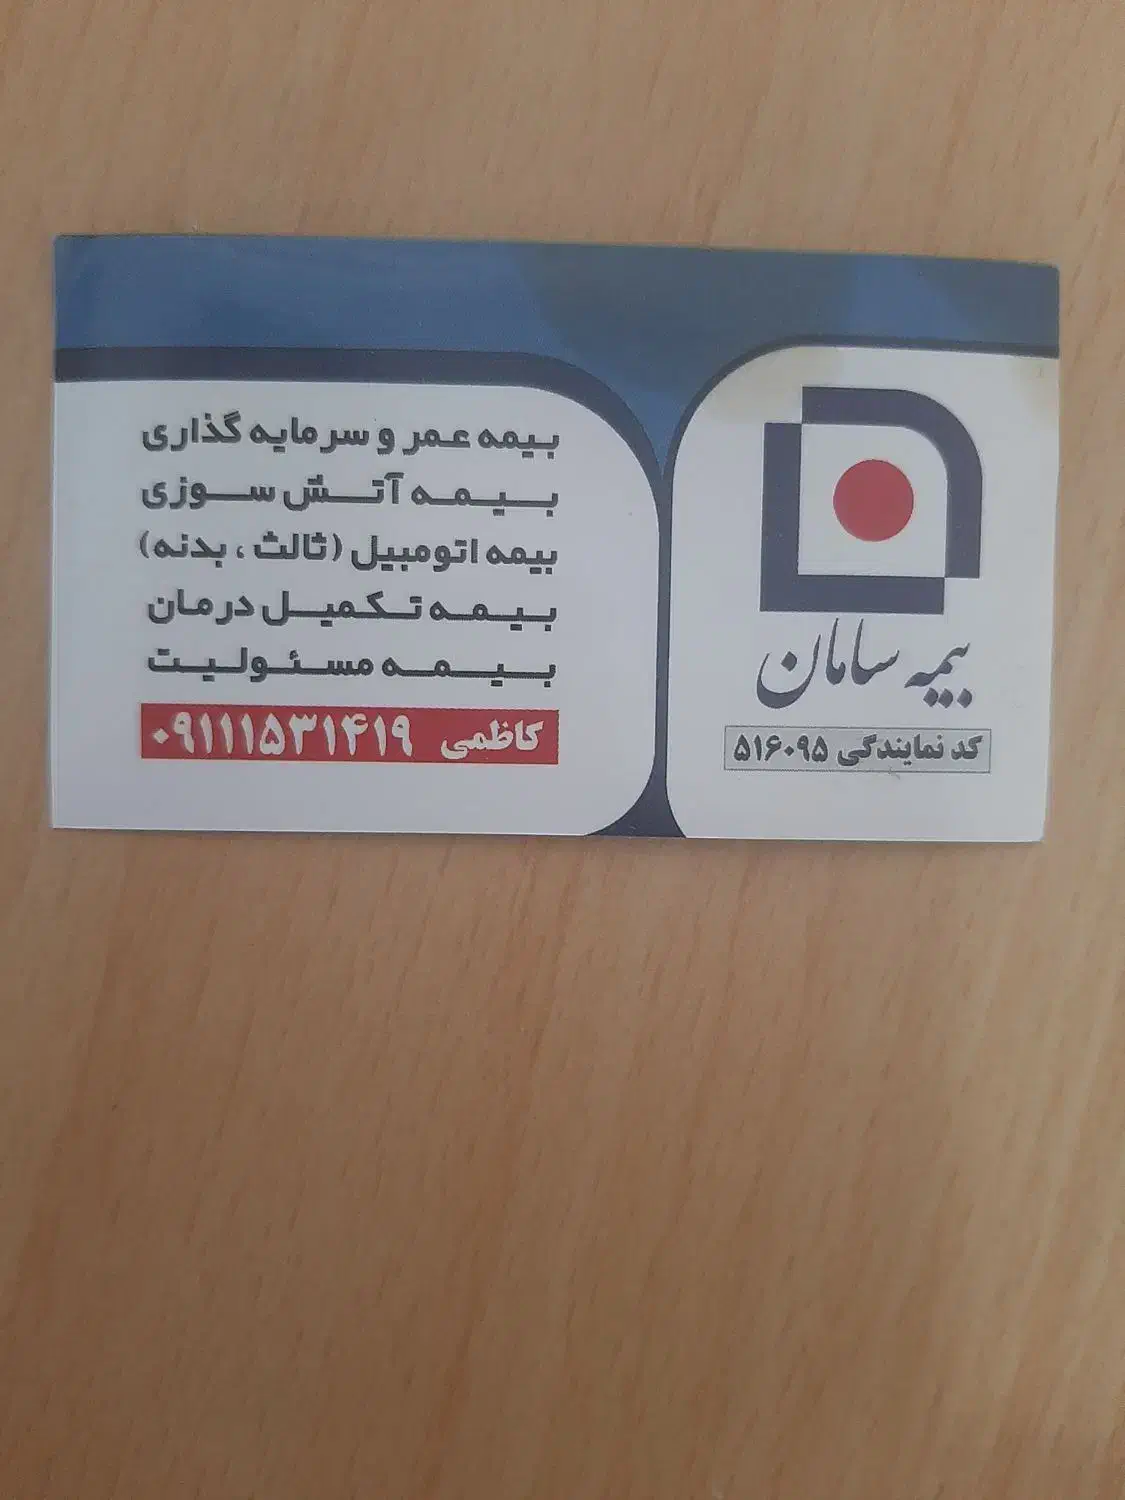 بیمه سامان
کد نمایندگی ۵۱۶۰۹۵
بیمه عمر و سرمایه گذاری
بیمه آتش سوزی
بیمه اتومبیل (ثالث ، بدنه)
بیمه تکمیل درمان
بیمه مسئولیت
کاظمی ۰۹۱۱۱۵۳۱۴۱۹